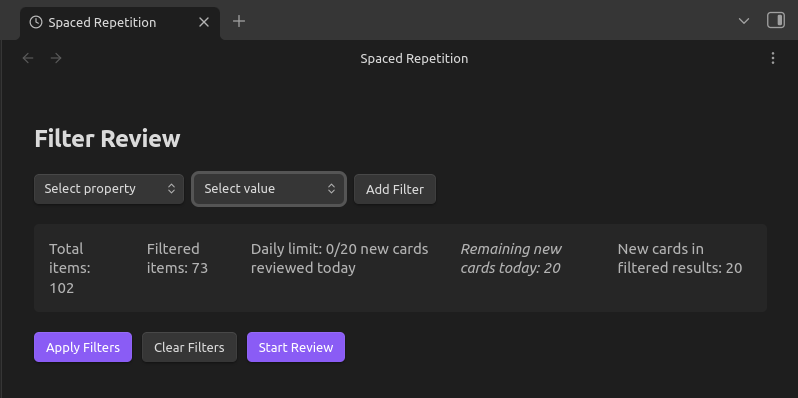 Spaced Repetition
Spaced Repetition
Filter Review
Select property
Select value
Add Filter
Total
items:
102
Filtered
items: 73
Daily limit: 0/20 new cards
reviewed today
Remaining new
cards today: 20
New cards in
filtered results: 20
Apply Filters
Clear Filters
Start Review